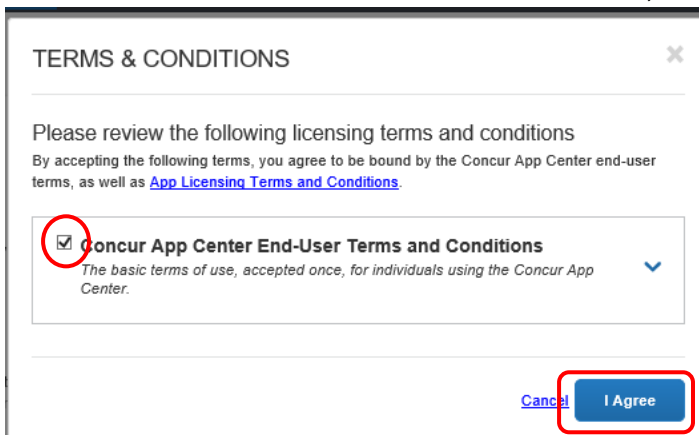 TERMS & CONDITIONS
Please review the following licensing terms and conditions
By accepting the following terms, you agree to be bound by the Concur App Center end-user
terms, as well as App Licensing Terms and Conditions.
Concur App Center End-User Terms and Conditions
The basic terms of use, accepted once, for individuals using the Concur App
Center.
Cancel I Agree